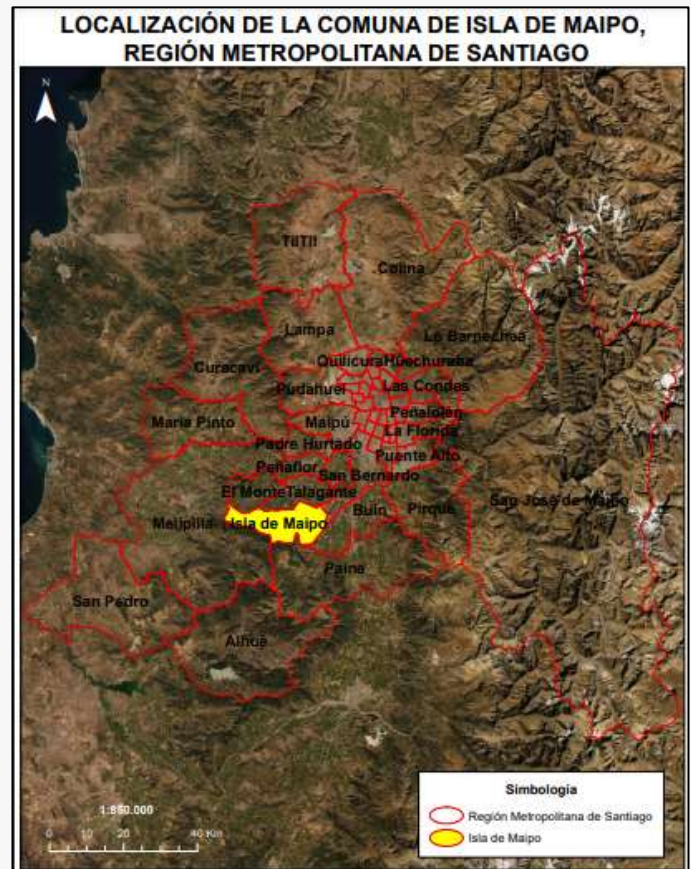 LOCALIZACIÓN DE LA COMUNA DE ISLA DE MAIPO,
REGIÓN METROPOLITANA DE SANTIAGO
N
TilTil
Colina
Lampa
Lo Barnechea
Quilicura Huechuraba
Curacaví
Pudahuel
Las Condes
María Pinto
Maipú
Peñalolén
La Florida
Padre Hurtado
Puente Alto
Peñaflor
San Bernardo
El Monte Talagante
San José de Maipo
Melipilla
Isla de Maipo
Buin
Pirque
Paine
San Pedro
Alhué
Simbología
Región Metropolitana de Santiago
Isla de Maipo
1:850.000
0 10 20 40 Km